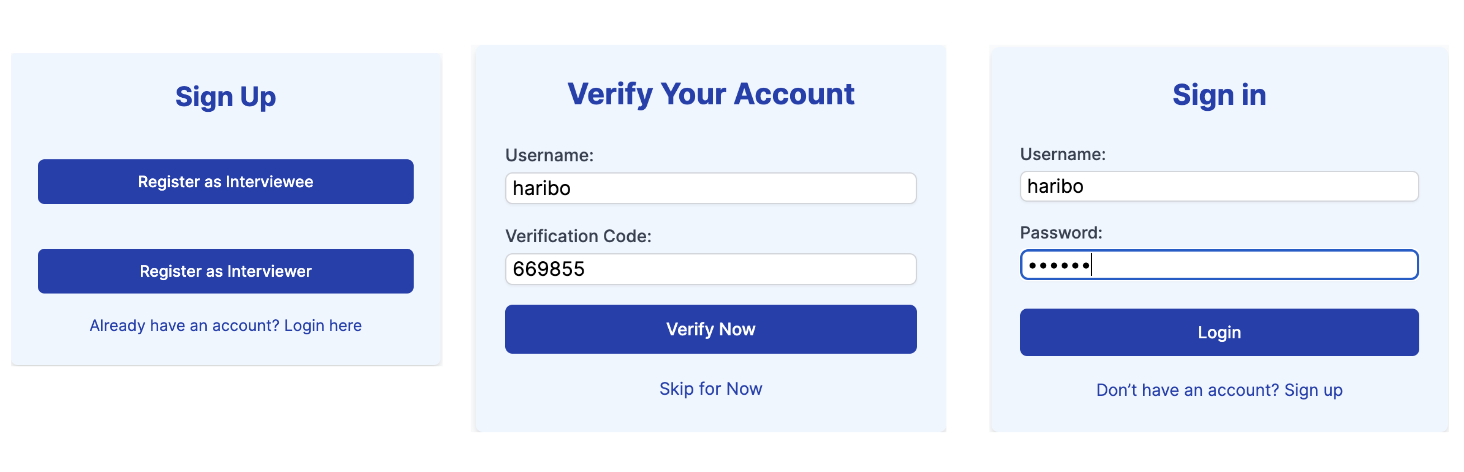 Sign Up
Register as Interviewee
Register as Interviewer
Already have an account? Login here
Verify Your Account
Username:
haribo
Verification Code:
669855
Verify Now
Skip for Now
Sign in
Username:
haribo
Password:
••••••
Login
Don’t have an account? Sign up